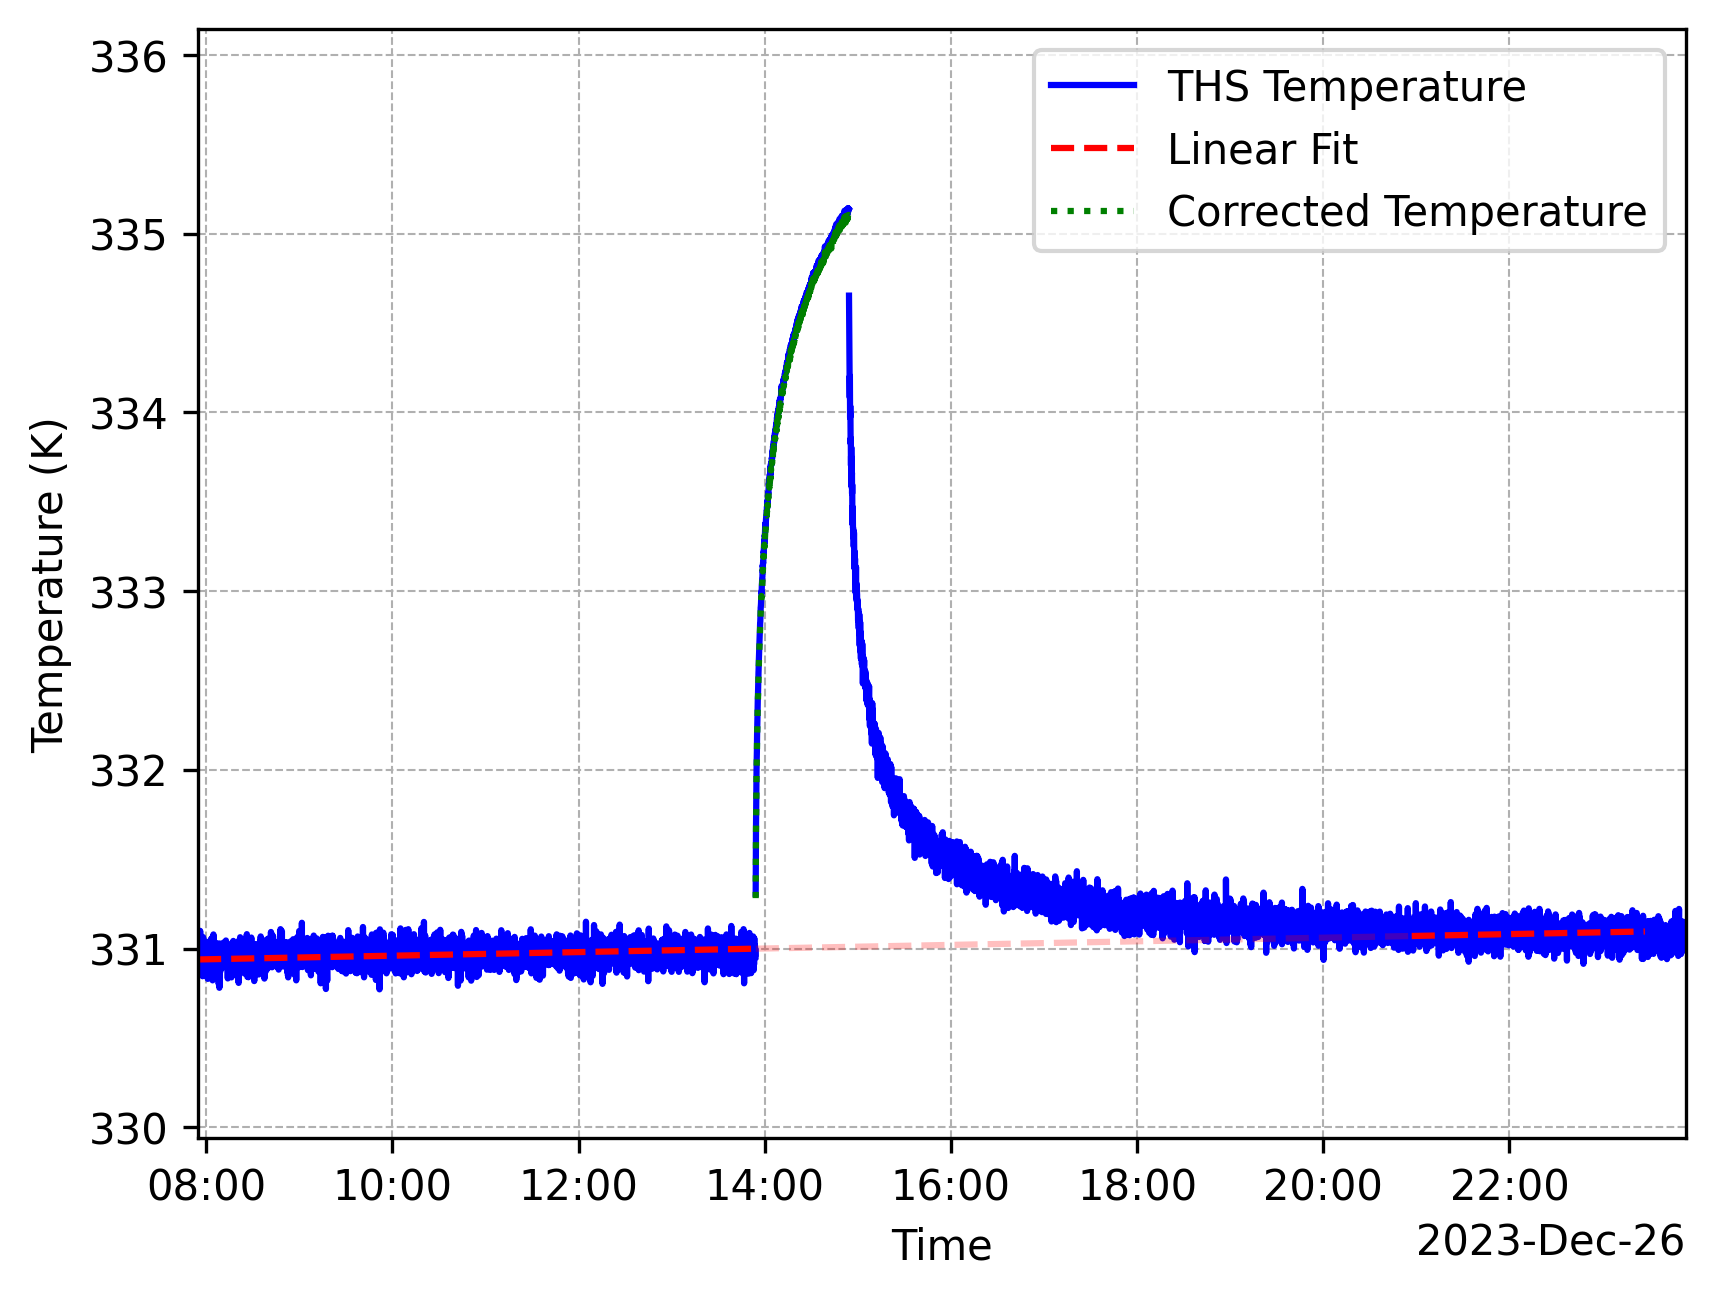 336
335
334
333
332
331
330
Temperature (K)
THS Temperature
Linear Fit
Corrected Temperature
08:00 10:00 12:00 14:00 16:00 18:00 20:00 22:00
Time
2023-Dec-26